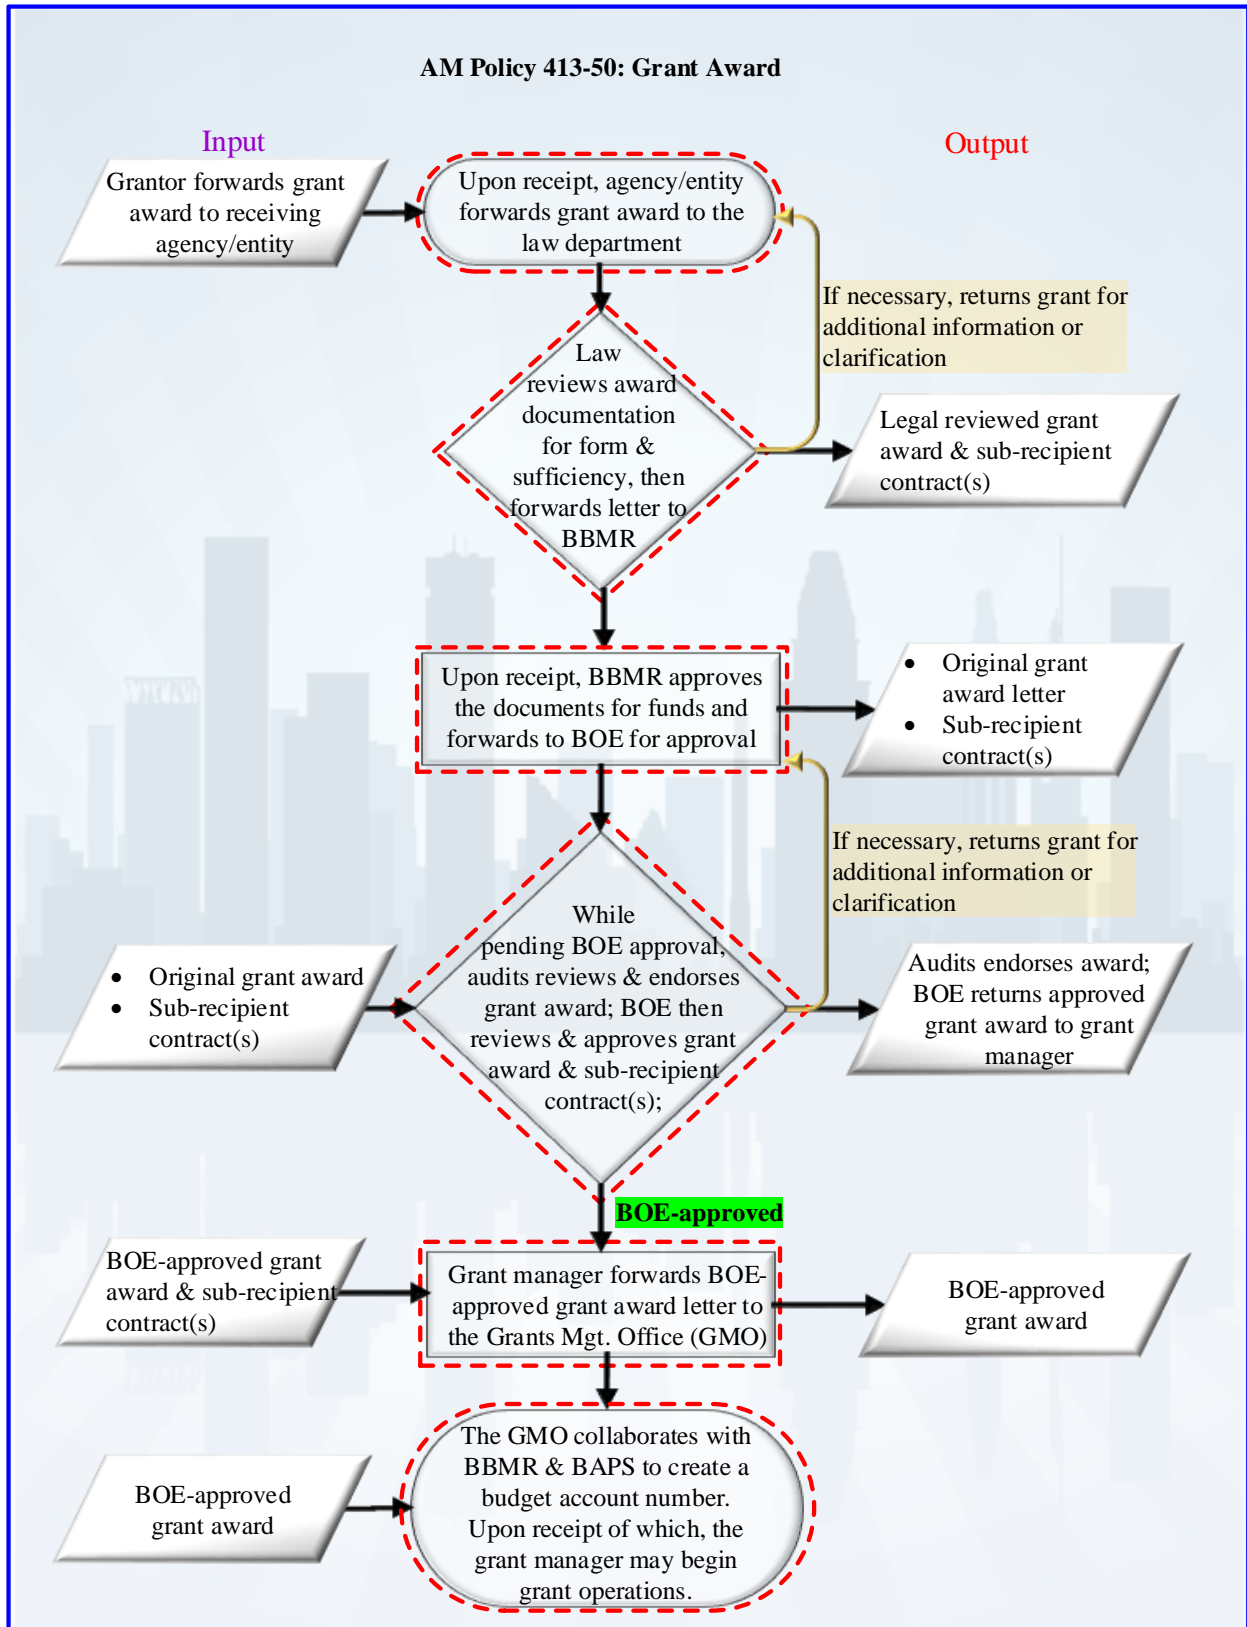 AM Policy 413-50: Grant Award
Input
Output
Grantor forwards grant
award to receiving
agency/entity
Upon receipt, agency/entity
forwards grant award to the
law department
If necessary, returns grant for
additional information or
clarification
Law
reviews award
documentation
for form &
sufficiency, then
forwards letter to
BBMR
Legal reviewed grant
award & sub-recipient
contract(s)
Upon receipt, BBMR approves
the documents for funds and
forwards to BOE for approval
• Original grant
award letter
• Sub-recipient
contract(s)
If necessary, returns grant for
additional information or
clarification
• Original grant award
• Sub-recipient
contract(s)
While
pending BOE approval,
audits reviews & endorses
grant award; BOE then
reviews & approves grant
award & sub-recipient
contract(s);
Audits endorses award;
BOE returns approved
grant award to grant
manager
BOE-approved
BOE-approved grant
award & sub-recipient
contract(s)
Grant manager forwards BOE-
approved grant award letter to
the Grants Mgt. Office (GMO)
BOE-approved
grant award
BOE-approved
grant award
The GMO collaborates with
BBMR & BAPS to create a
budget account number.
Upon receipt of which, the
grant manager may begin
grant operations.